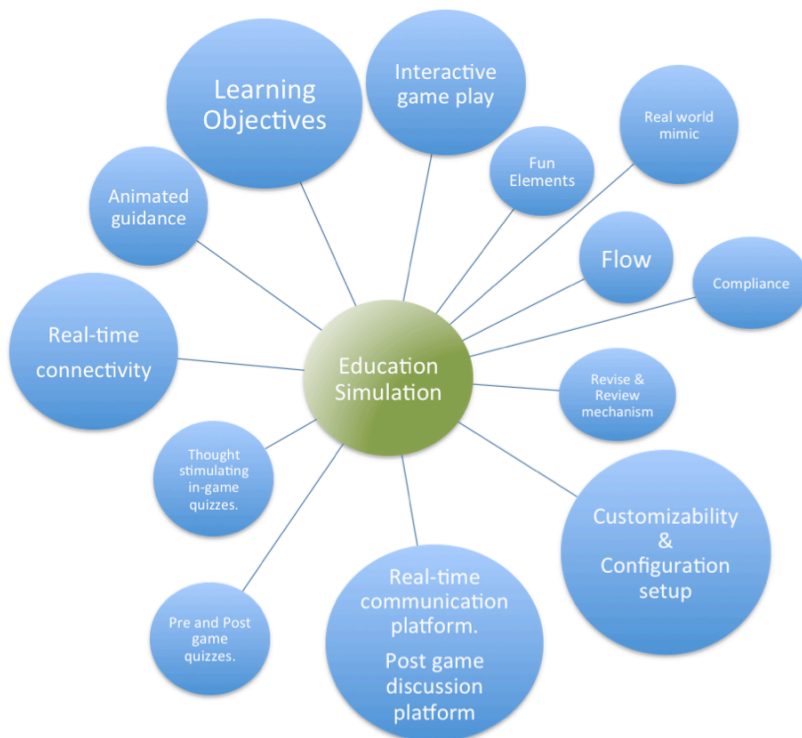 Learning
Objectives
Interactive
game play
Real world
mimic
Fun
Elements
Animated
guidance
Flow
Compliance
Real-time
connectivity
Education
Simulation
Revise &
Review
mechanism
Thought
stimulating
in-game
quizzes.
Customizability
&
Configuration
setup
Real-time
communication
platform.
Post game
discussion
platform
Pre and Post
game
quizzes.